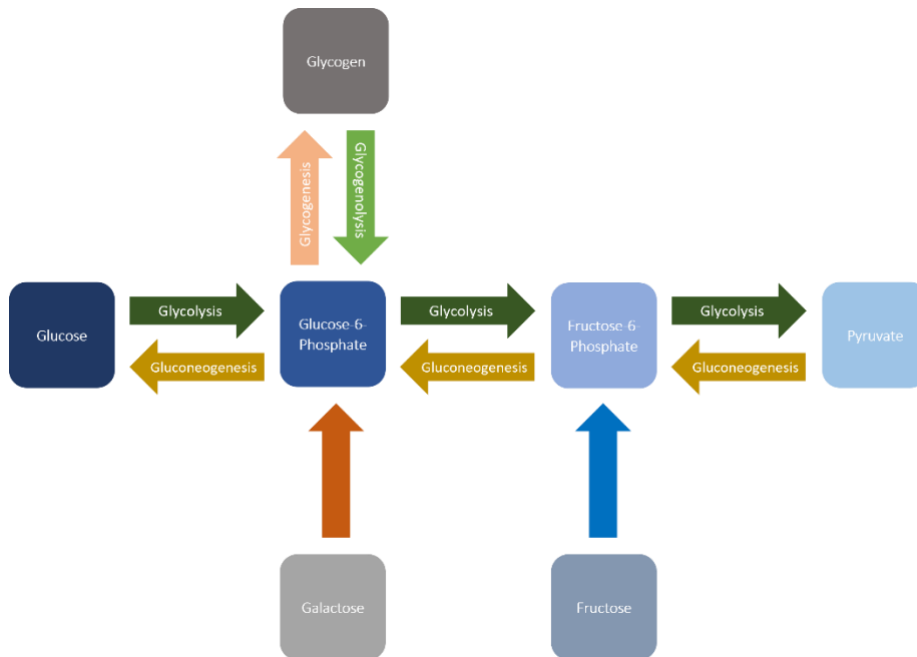 Glycogen
Glycogenesis
Glycogenolysis
Glucose
Glycolysis
Gluconeogenesis
Glucose-6-
Phosphate
Glycolysis
Gluconeogenesis
Fructose-6-
Phosphate
Glycolysis
Gluconeogenesis
Pyruvate
Galactose
Fructose